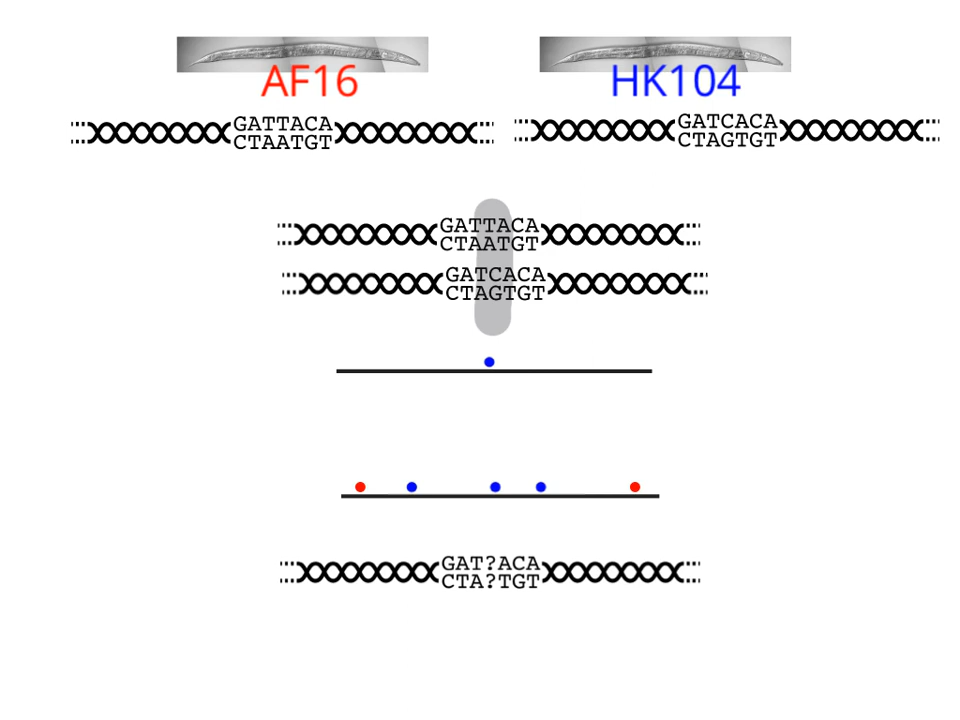 AF16
HK104
GATTACA
CTAATGT
GATCACA
CTAGTGT
GATTACA
CTAATGT
GATCACA
CTAGTGT
GAT?ACA
CTA?TGT